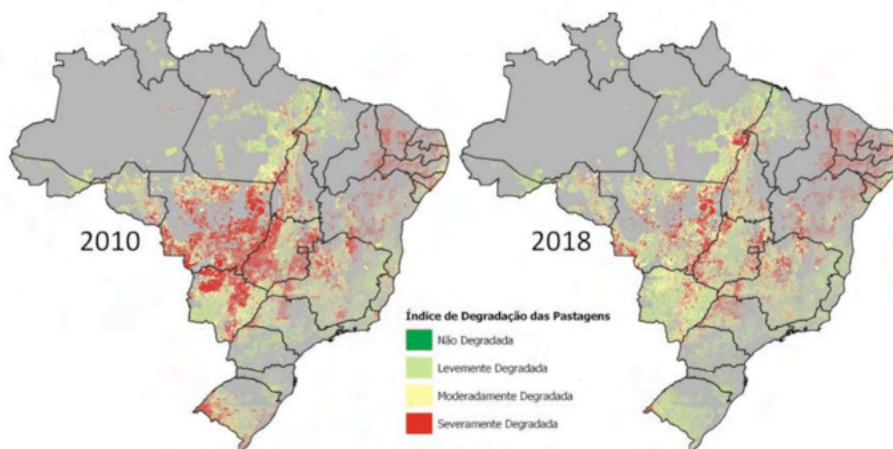 2010
2018
Índice de Degradação das Pastagens
Não Degradada
Levemente Degradada
Moderadamente Degradada
Severamente Degradada